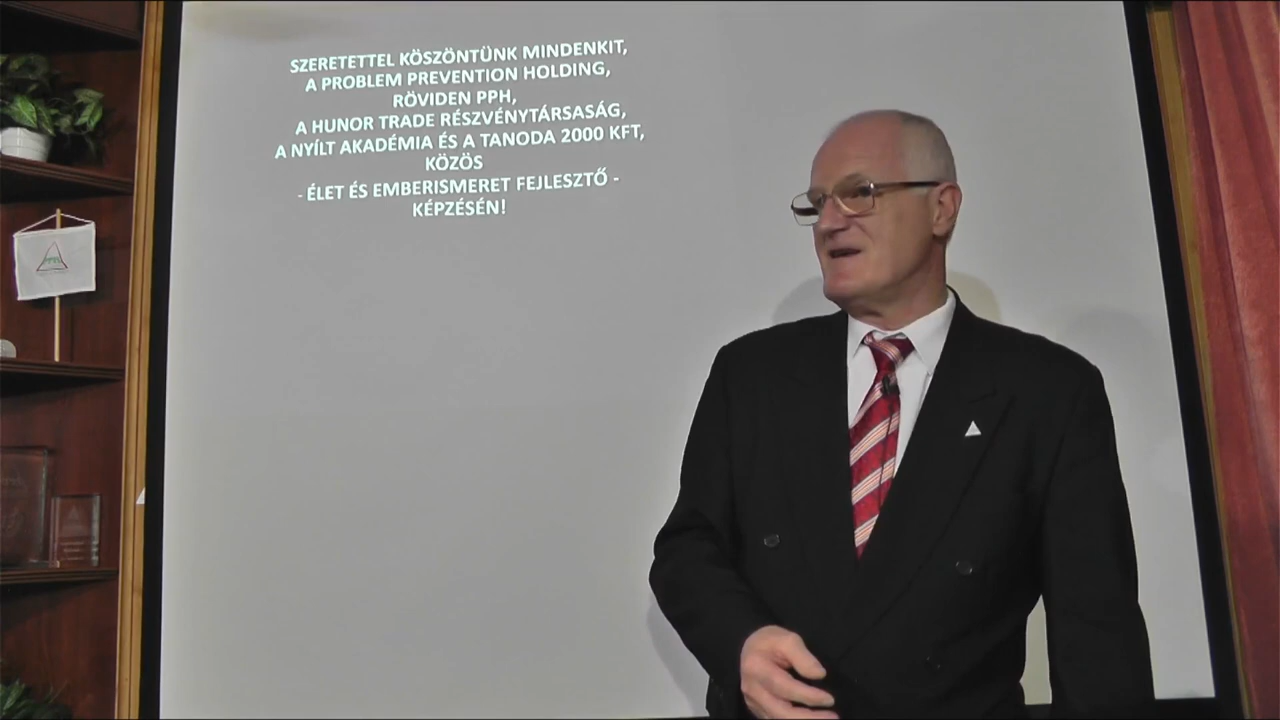 SZERETETTEL KÖSZÖNTÜNK MINDENKIT,
A PROBLEM PREVENTION HOLDING,
RÖVIDEN PPH,
A HUNOR TRADE RÉSZVÉNYTÁRSASÁG,
A NYÍLT AKADÉMIA ÉS A TANODA 2000 KFT,
KÖZÖS
- ÉLET ÉS EMBERISMERET FEJLESZTŐ -
KÉPZÉSÉN!